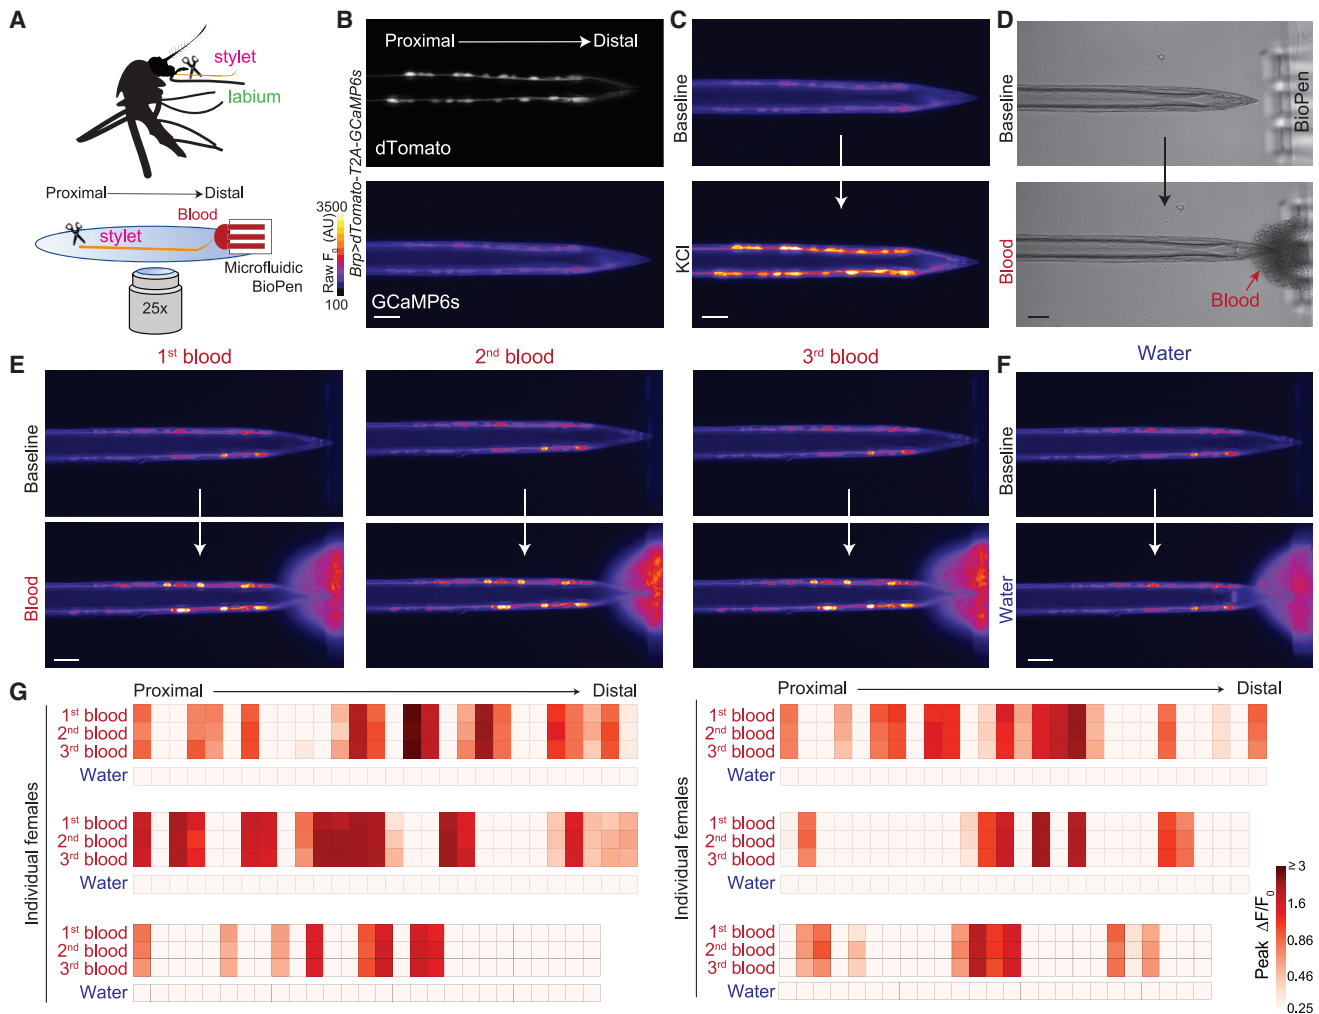 A
stylet
labium
Proximal
Distal
Blood
stylet
Microfluidic
BioPen
25x
B
Brp>dTomato-T2A-GCaMP6s
Proximal
Distal
dTomato
3500
Raw F0 (AU)
100
GCaMP6s
C
Baseline
KCl
D
Baseline
BioPen
Blood
Blood
E
1st blood
2nd blood
3rd blood
Baseline
Blood
F
Water
Baseline
Water
G
Proximal
Distal
Individual females
1st blood
2nd blood
3rd blood
Water
1st blood
2nd blood
3rd blood
Water
1st blood
2nd blood
3rd blood
Water
Proximal
Distal
Individual females
1st blood
2nd blood
3rd blood
Water
1st blood
2nd blood
3rd blood
Water
1st blood
2nd blood
3rd blood
Water
Peak ΔF/F0
≥ 3
1.6
0.86
0.46
0.25